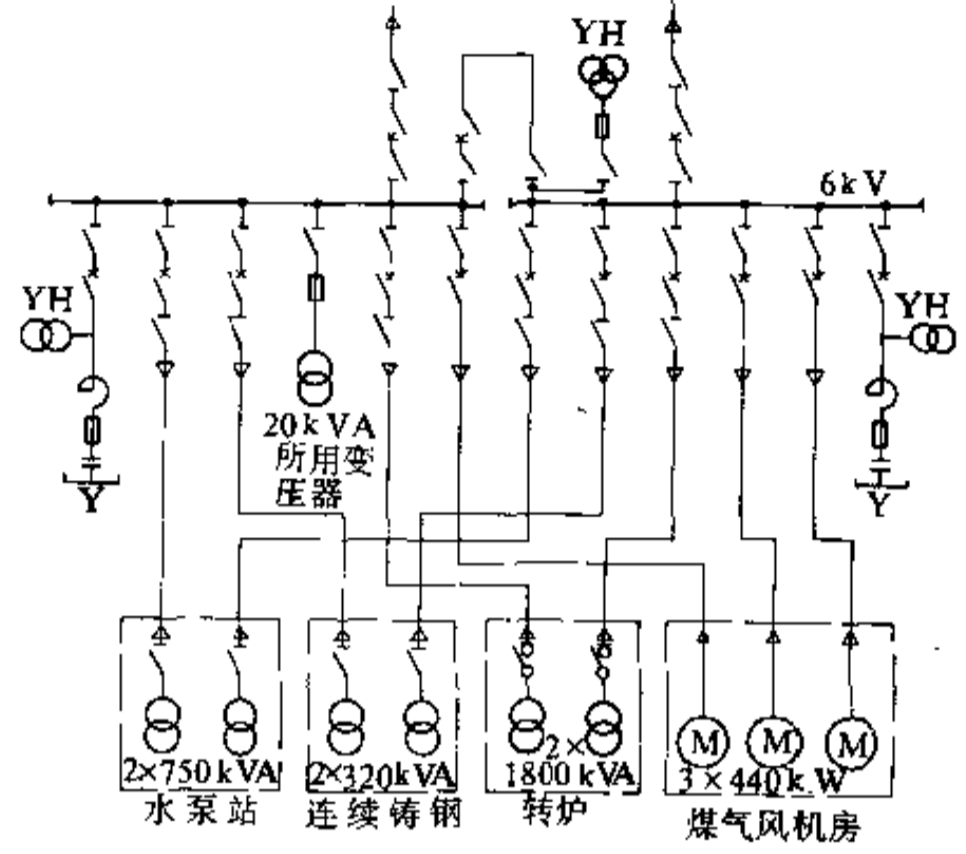 YH
6kV
YH
YH
20kVA
所用变
压器
Y
Y
M
M
M
2×750kVA
2×320kVA
2×
1800kVA
3×440k.W
水泵站
连续铸钢
转炉
煤气风机房